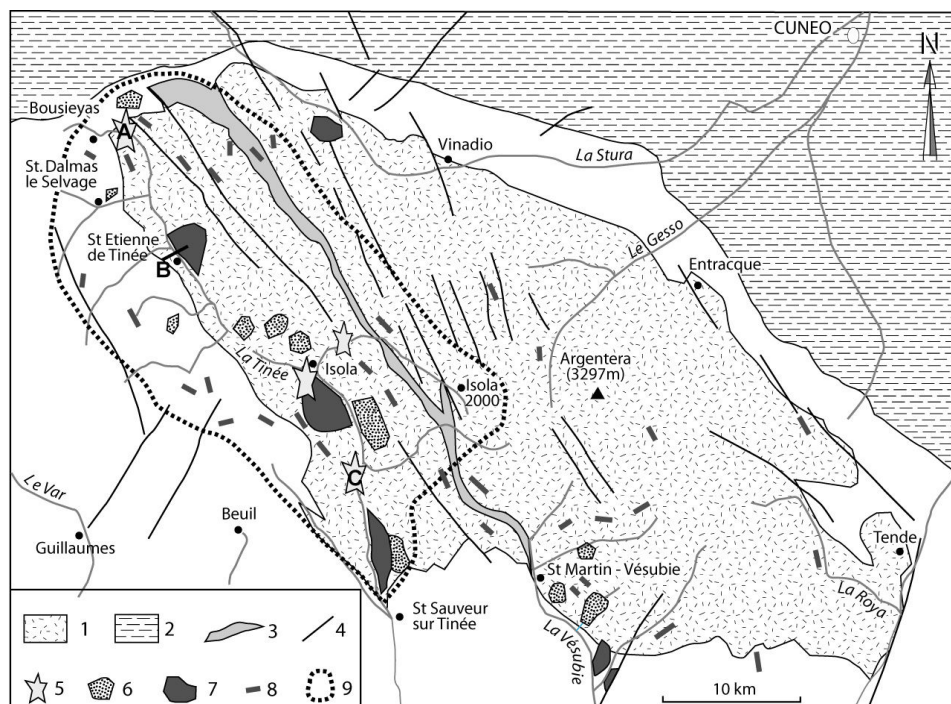 CUNEO
N
Bousieyas
A
Vinadio
La Stura
St. Dalmas
le Selvage
St Etienne
de Tinée
B
Le Gesso
Entracque
La Tinée
Isola
Argentera
(3297m)
Isola
2000
C
Le Var
Beuil
Guillaumes
Tende
St Martin - Vésubie
La Roya
St Sauveur
sur Tinée
La Vésubie
1 2 3 4
5 6 7 8 9
10 km